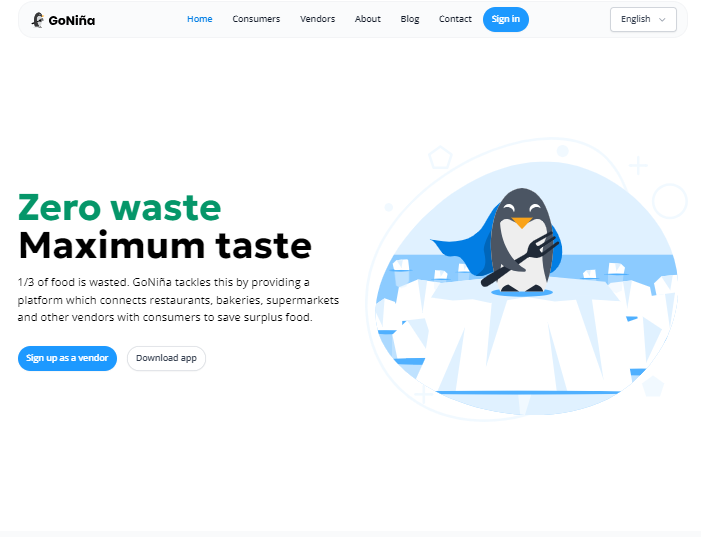 GoNiña
Home
Consumers
Vendors
About
Blog
Contact
Sign in
English
Zero waste
Maximum taste
1/3 of food is wasted. GoNiña tackles this by providing a
platform which connects restaurants, bakeries, supermarkets
and other vendors with consumers to save surplus food.
Sign up as a vendor
Download app